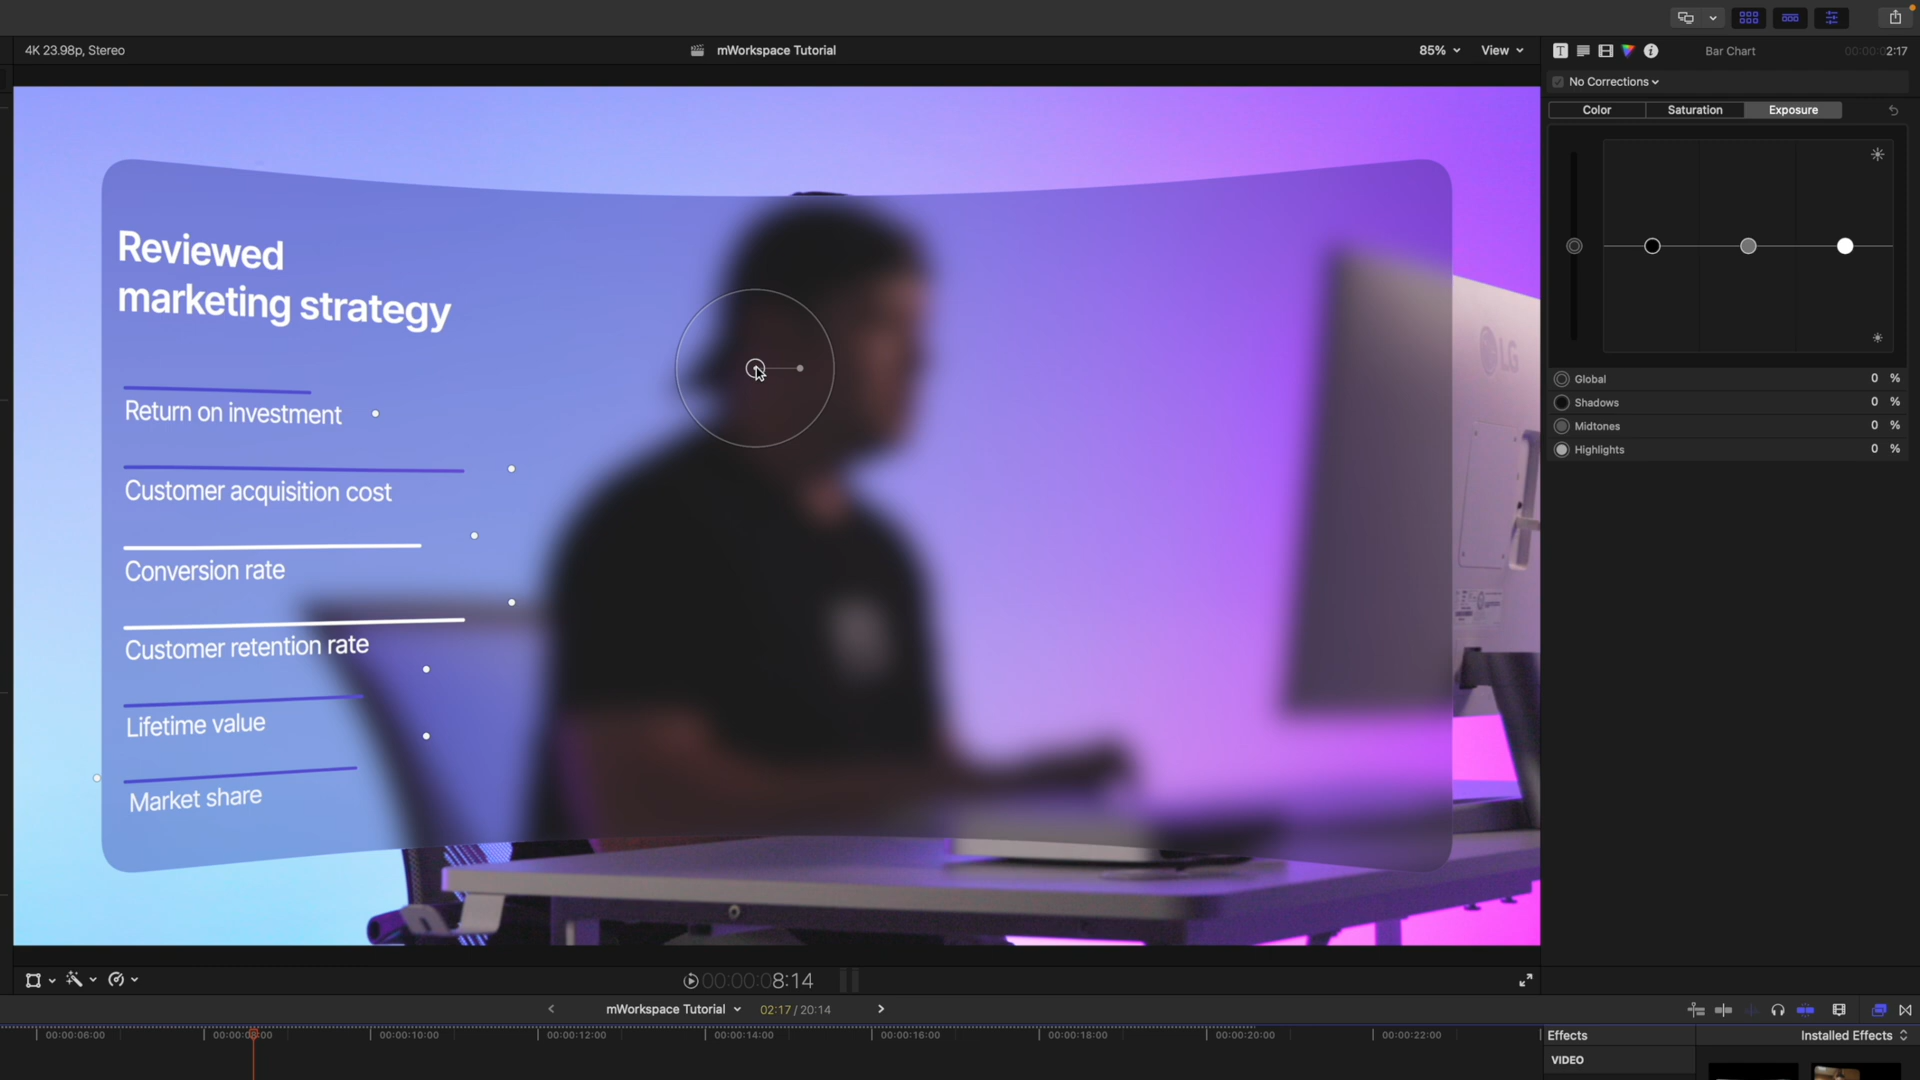 4K 23.98p, Stereo
mWorkspace Tutorial
85%
View
T
i
Bar Chart
00:00:02:17
No Corrections
Color
Saturation
Exposure
Reviewed
marketing strategy
Return on investment
Customer acquisition cost
Conversion rate
Customer retention rate
Lifetime value
Market share
LG
Global 0 %
Shadows 0 %
Midtones 0 %
Highlights 0 %
00:00:08:14
mWorkspace Tutorial
02:17 / 20:14
00:00:06:00
00:00:08:00
00:00:10:00
00:00:12:00
00:00:14:00
00:00:16:00
00:00:18:00
00:00:20:00
00:00:22:00
Effects
Installed Effects
VIDEO